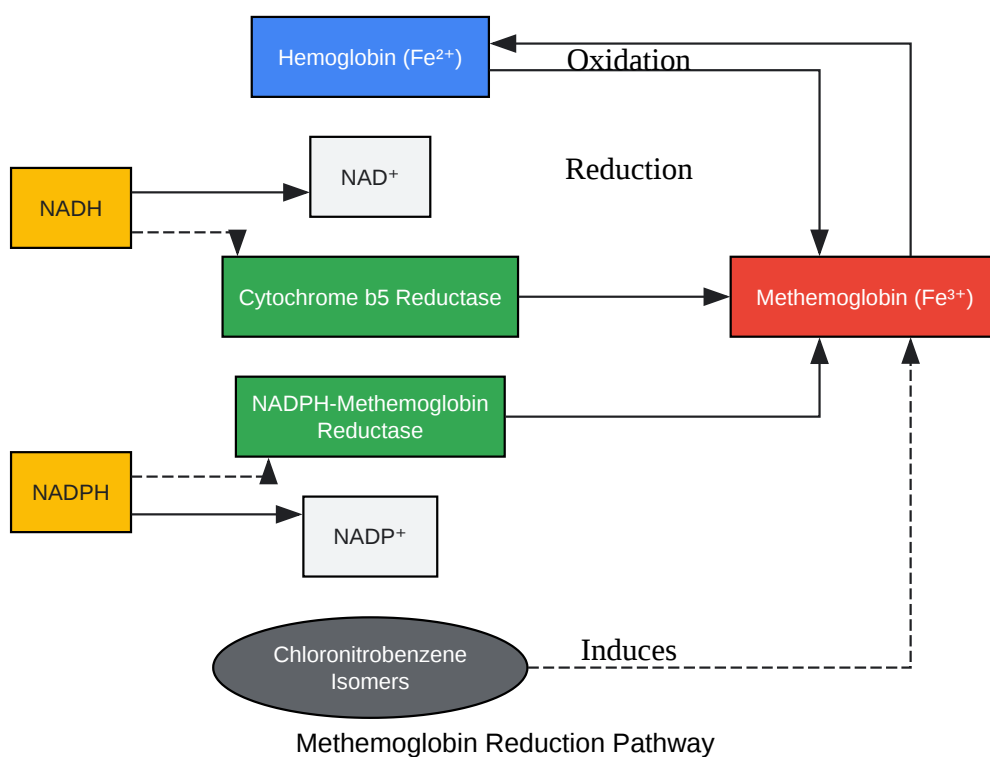 Hemoglobin (Fe²⁺)
Oxidation
NAD⁺
Reduction
NADH
Cytochrome b5 Reductase
Methemoglobin (Fe³⁺)
NADPH-Methemoglobin
Reductase
NADPH
NADP⁺
Chloronitrobenzene
Isomers
Induces
Methemoglobin Reduction Pathway